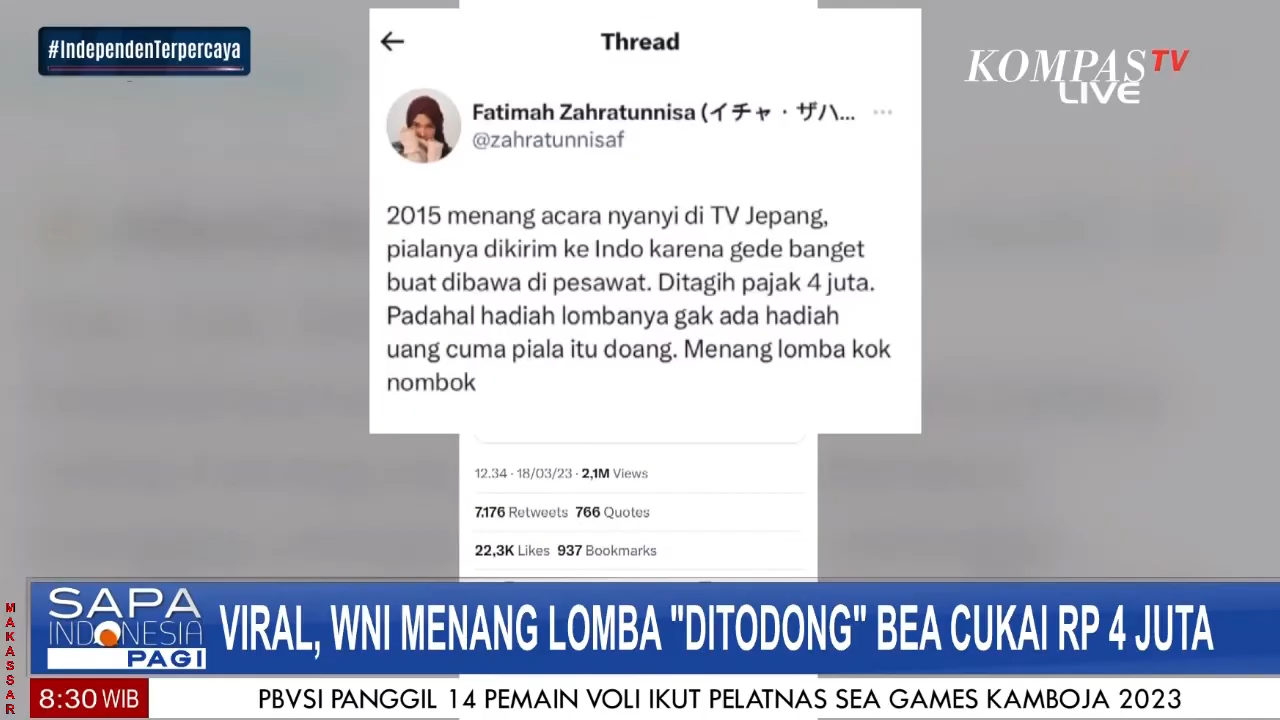 #IndependenTerpercaya
KOMPAS TV
LIVE
Thread
Fatimah Zahratunnisa (イチャ・ザハ...
@zahratunnisaf
2015 menang acara nyanyi di TV Jepang,
pialanya dikirim ke Indo karena gede banget
buat dibawa di pesawat. Ditagih pajak 4 juta.
Padahal hadiah lombanya gak ada hadiah
uang cuma piala itu doang. Menang lomba kok
nombok
12.34 · 18/03/23 · 2,1M Views
7.176 Retweets 766 Quotes
22,3K Likes 937 Bookmarks
SAPA
INDONESIA
PAGI
VIRAL, WNI MENANG LOMBA "DITODONG" BEA CUKAI RP 4 JUTA
MAKASSAR
8:30 WIB
PBVSI PANGGIL 14 PEMAIN VOLI IKUT PELATNAS SEA GAMES KAMBOJA 2023